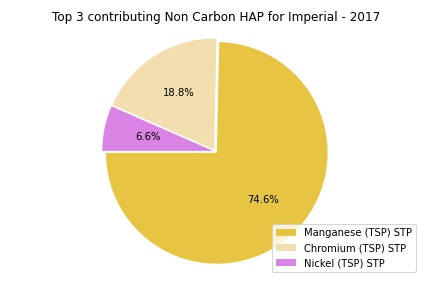 Top 3 contributing Non Carbon HAP for Imperial - 2017
18.8%
6.6%
74.6%
Manganese (TSP) STP
Chromium (TSP) STP
Nickel (TSP) STP